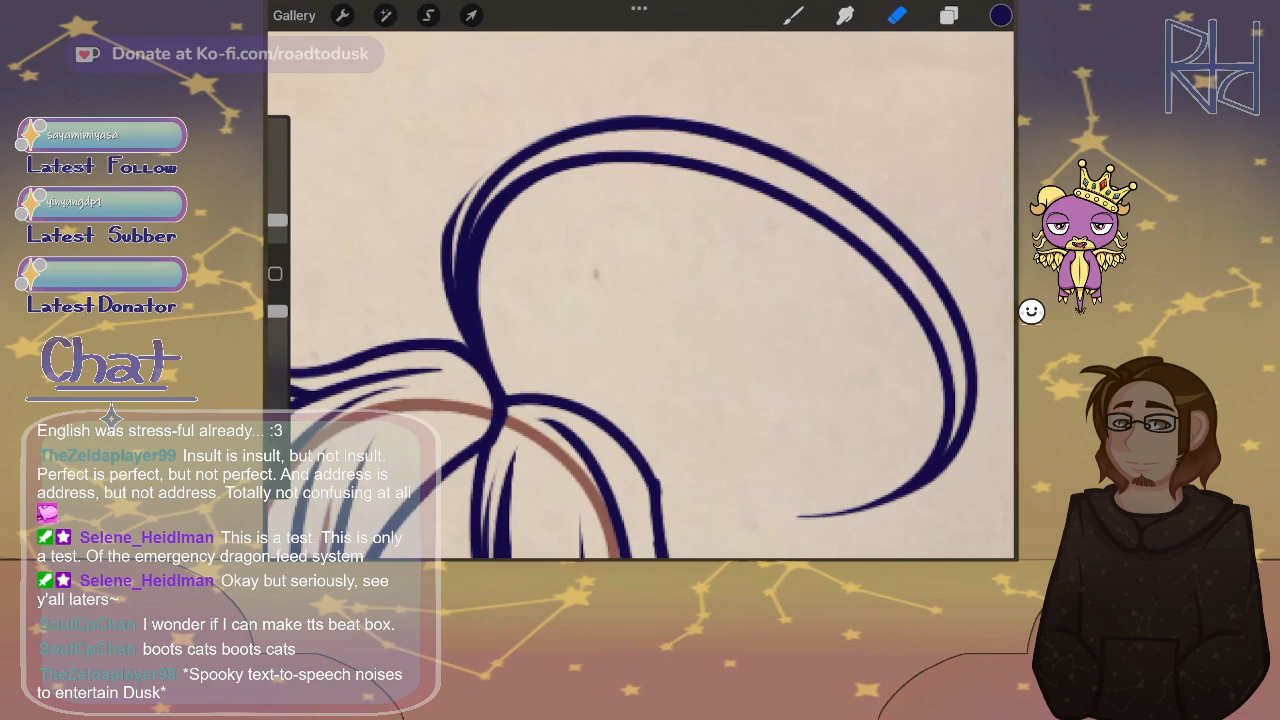 Gallery
Donate at Ko-fi.com/roadtodusk
RtD
sayamimiyasa
Latest Follow
yinyangdp1
Latest Subber
Latest Donator
Chat
English was stress-ful already... :3
TheZeldaplayer99 Insult is insult, but not insult.
Perfect is perfect, but not perfect. And address is
address, but not address. Totally not confusing at all
Selene_Heidlman This is a test. This is only
a test. Of the emergency dragon-feed system
Selene_Heidlman Okay but seriously, see
y'all laters~
SoulCpChan I wonder if I can make tts beat box.
SoulCpChan boots cats boots cats
TheZeldaplayer99 *Spooky text-to-speech noises
to entertain Dusk*